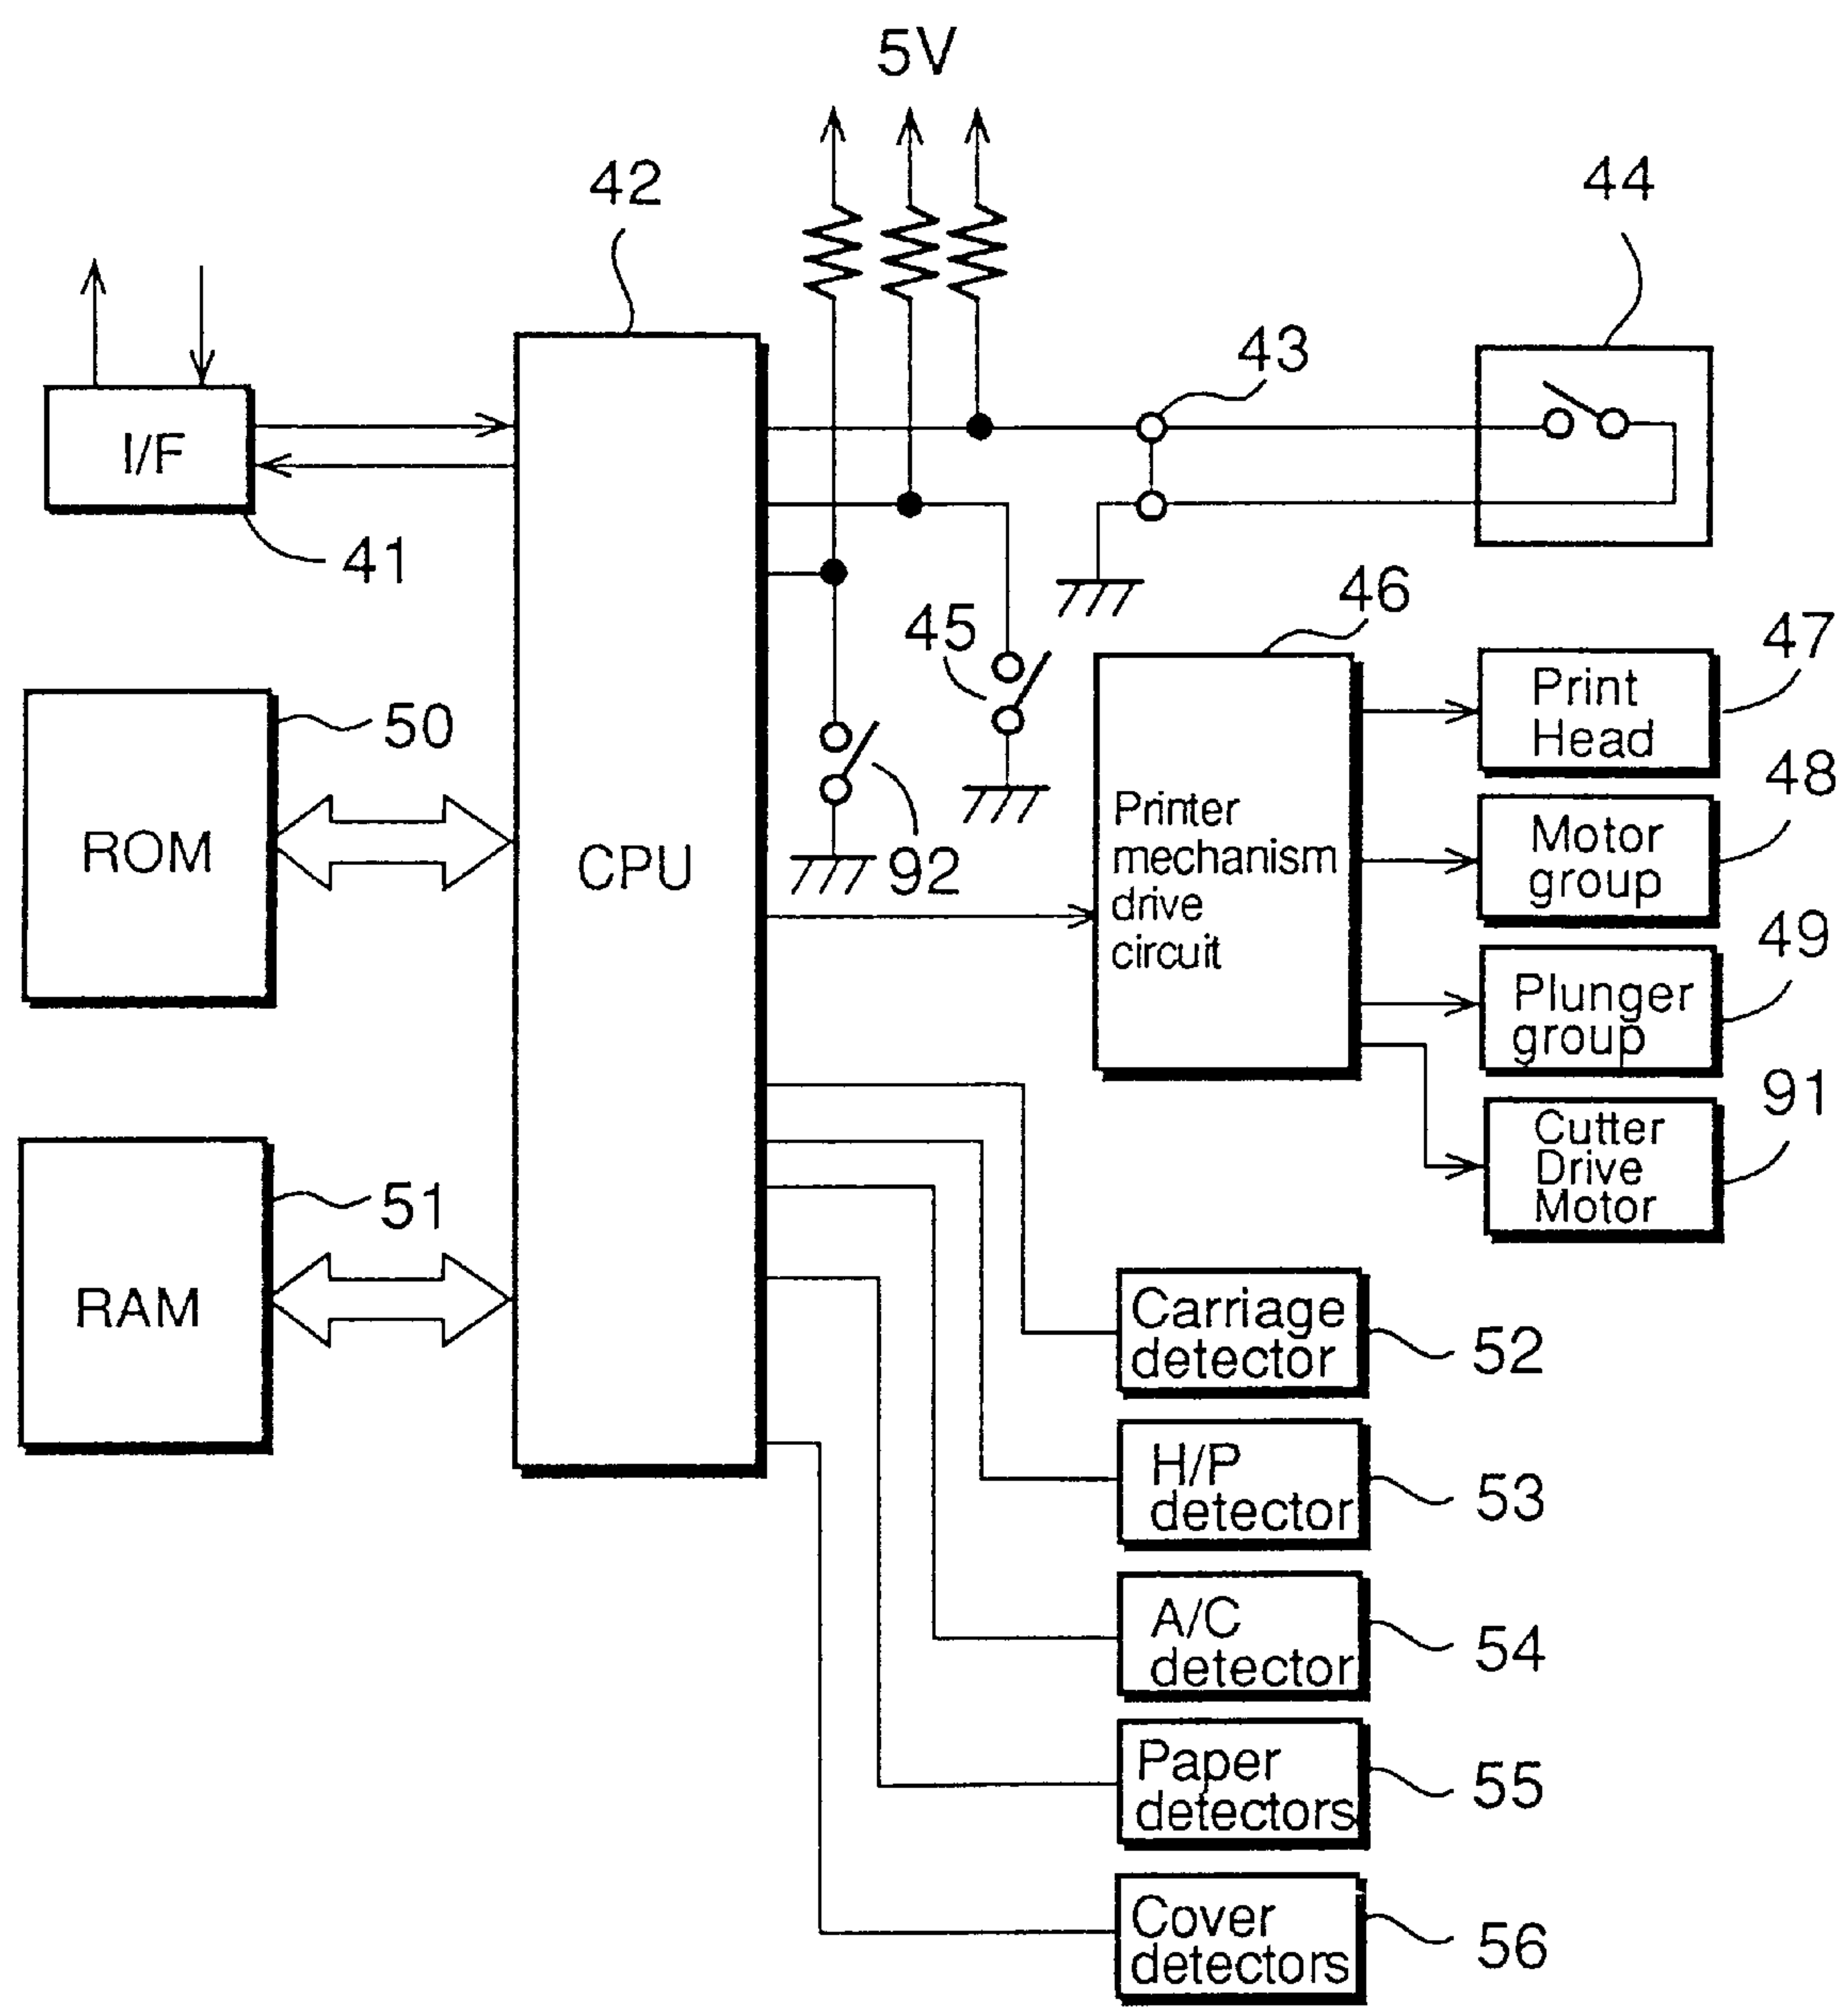 5V
42
44
43
I/F
41
46
45
47
Print
Head
50
48
Motor
group
ROM
CPU
92
Printer
mechanism
drive
circuit
49
Plunger
group
91
Cutter
Drive
Motor
51
RAM
Carriage
detector
52
H/P
detector
53
A/C
detector
54
Paper
detectors
55
Cover
detectors
56